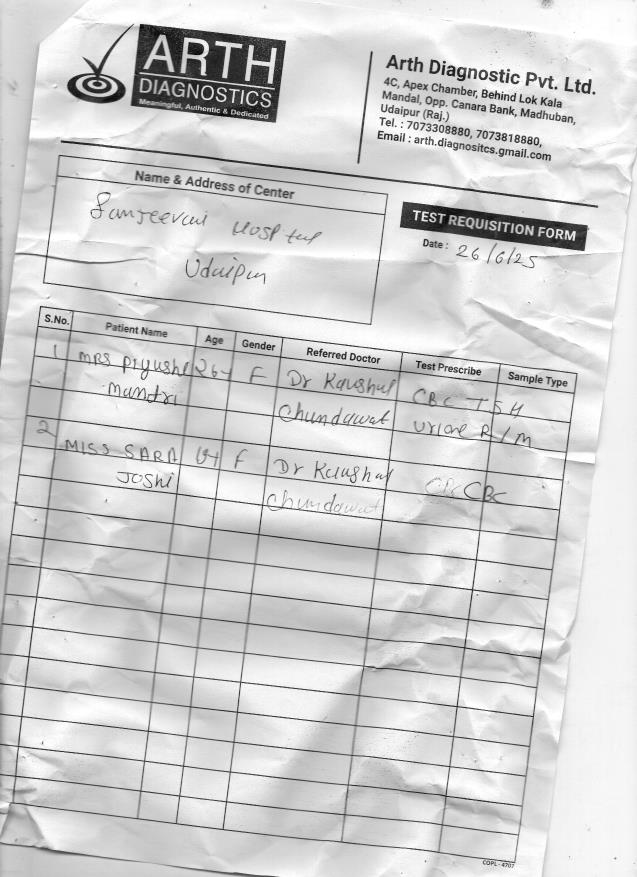 ARTH
DIAGNOSTICS
Meaningful, Authentic & Dedicated
Arth Diagnostic Pvt. Ltd.
4C, Apex Chamber, Behind Lok Kala
Mandal, Opp. Canara Bank, Madhuban,
Udaipur (Raj.)
Tel. : 7073308880, 7073818880,
Email : arth.diagnositcs.gmail.com
Name & Address of Center
Sanjeevani Hospital
Udaipur
TEST REQUISITION FORM
Date : 26/6/25
S.No. Patient Name Age Gender Referred Doctor Test Prescribe Sample Type
1 MRS Piyushi 26y F Dr Kaushal CBC TSH
Mandri Chundawat Urine R/M
2 MISS SARA F Dr Kaushal CBC CBC
Joshi Chundawat
COPL - 4707